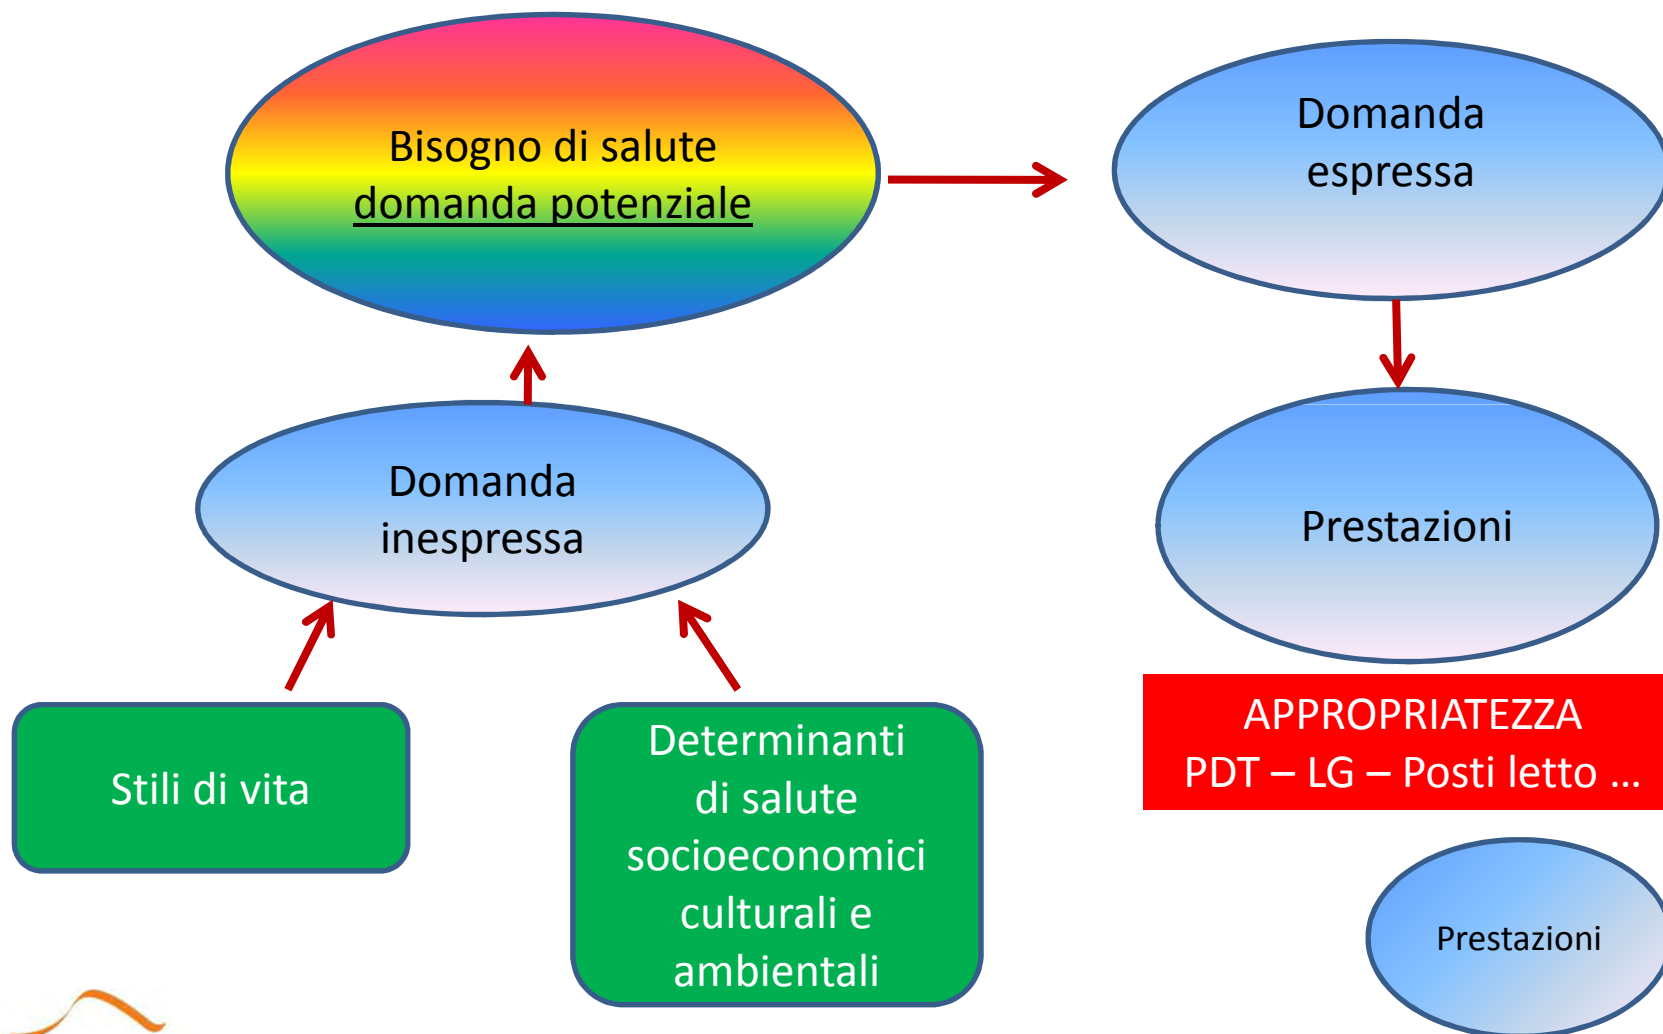 Bisogno di salute
domanda potenziale
Domanda
espressa
Domanda
inespressa
Prestazioni
Stili di vita
Determinanti
di salute
socioeconomici
culturali e
ambientali
APPROPRIATEZZA
PDT – LG – Posti letto ...
Prestazioni